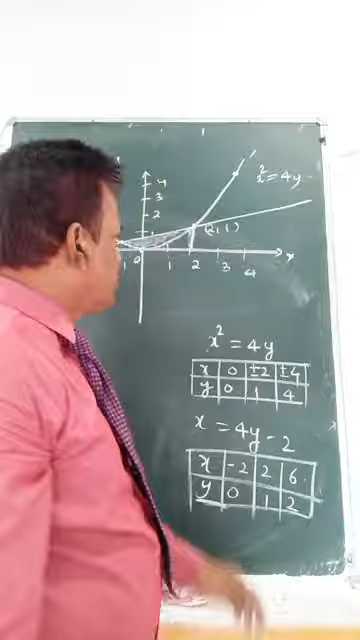 x² = 4y
4
3
2
1
(2,1)
0 1 2 3 4 x
x² = 4y
x 0 ±2 ±4
y 0 1 4
x = 4y - 2
x -2 2 6
y 0 1 2